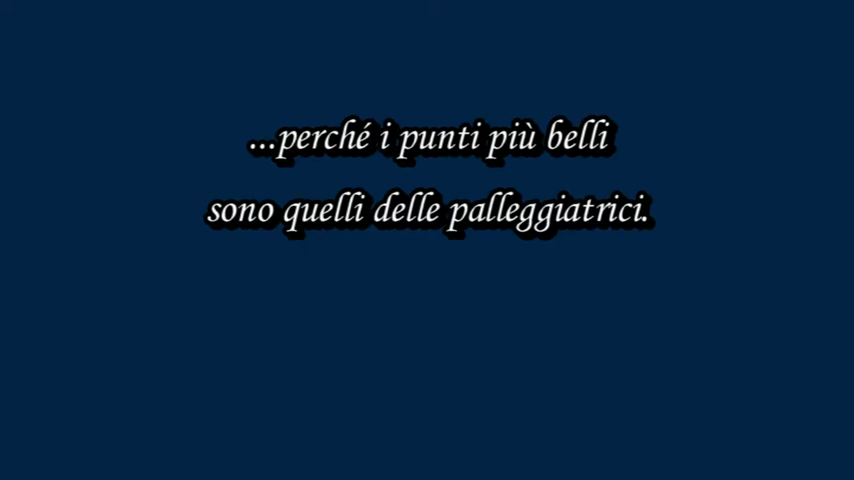 ...perché i punti più belli
sono quelli delle palleggiatrici.